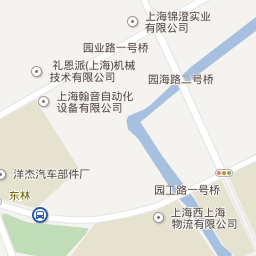 上海锦澄实业
有限公司
园业路一号桥
礼恩派(上海)机械
技术有限公司
园海路二号桥
上海翰音自动化
设备有限公司
洋杰汽车部件厂
东林
园工路一号桥
上海西上海
物流有限公司